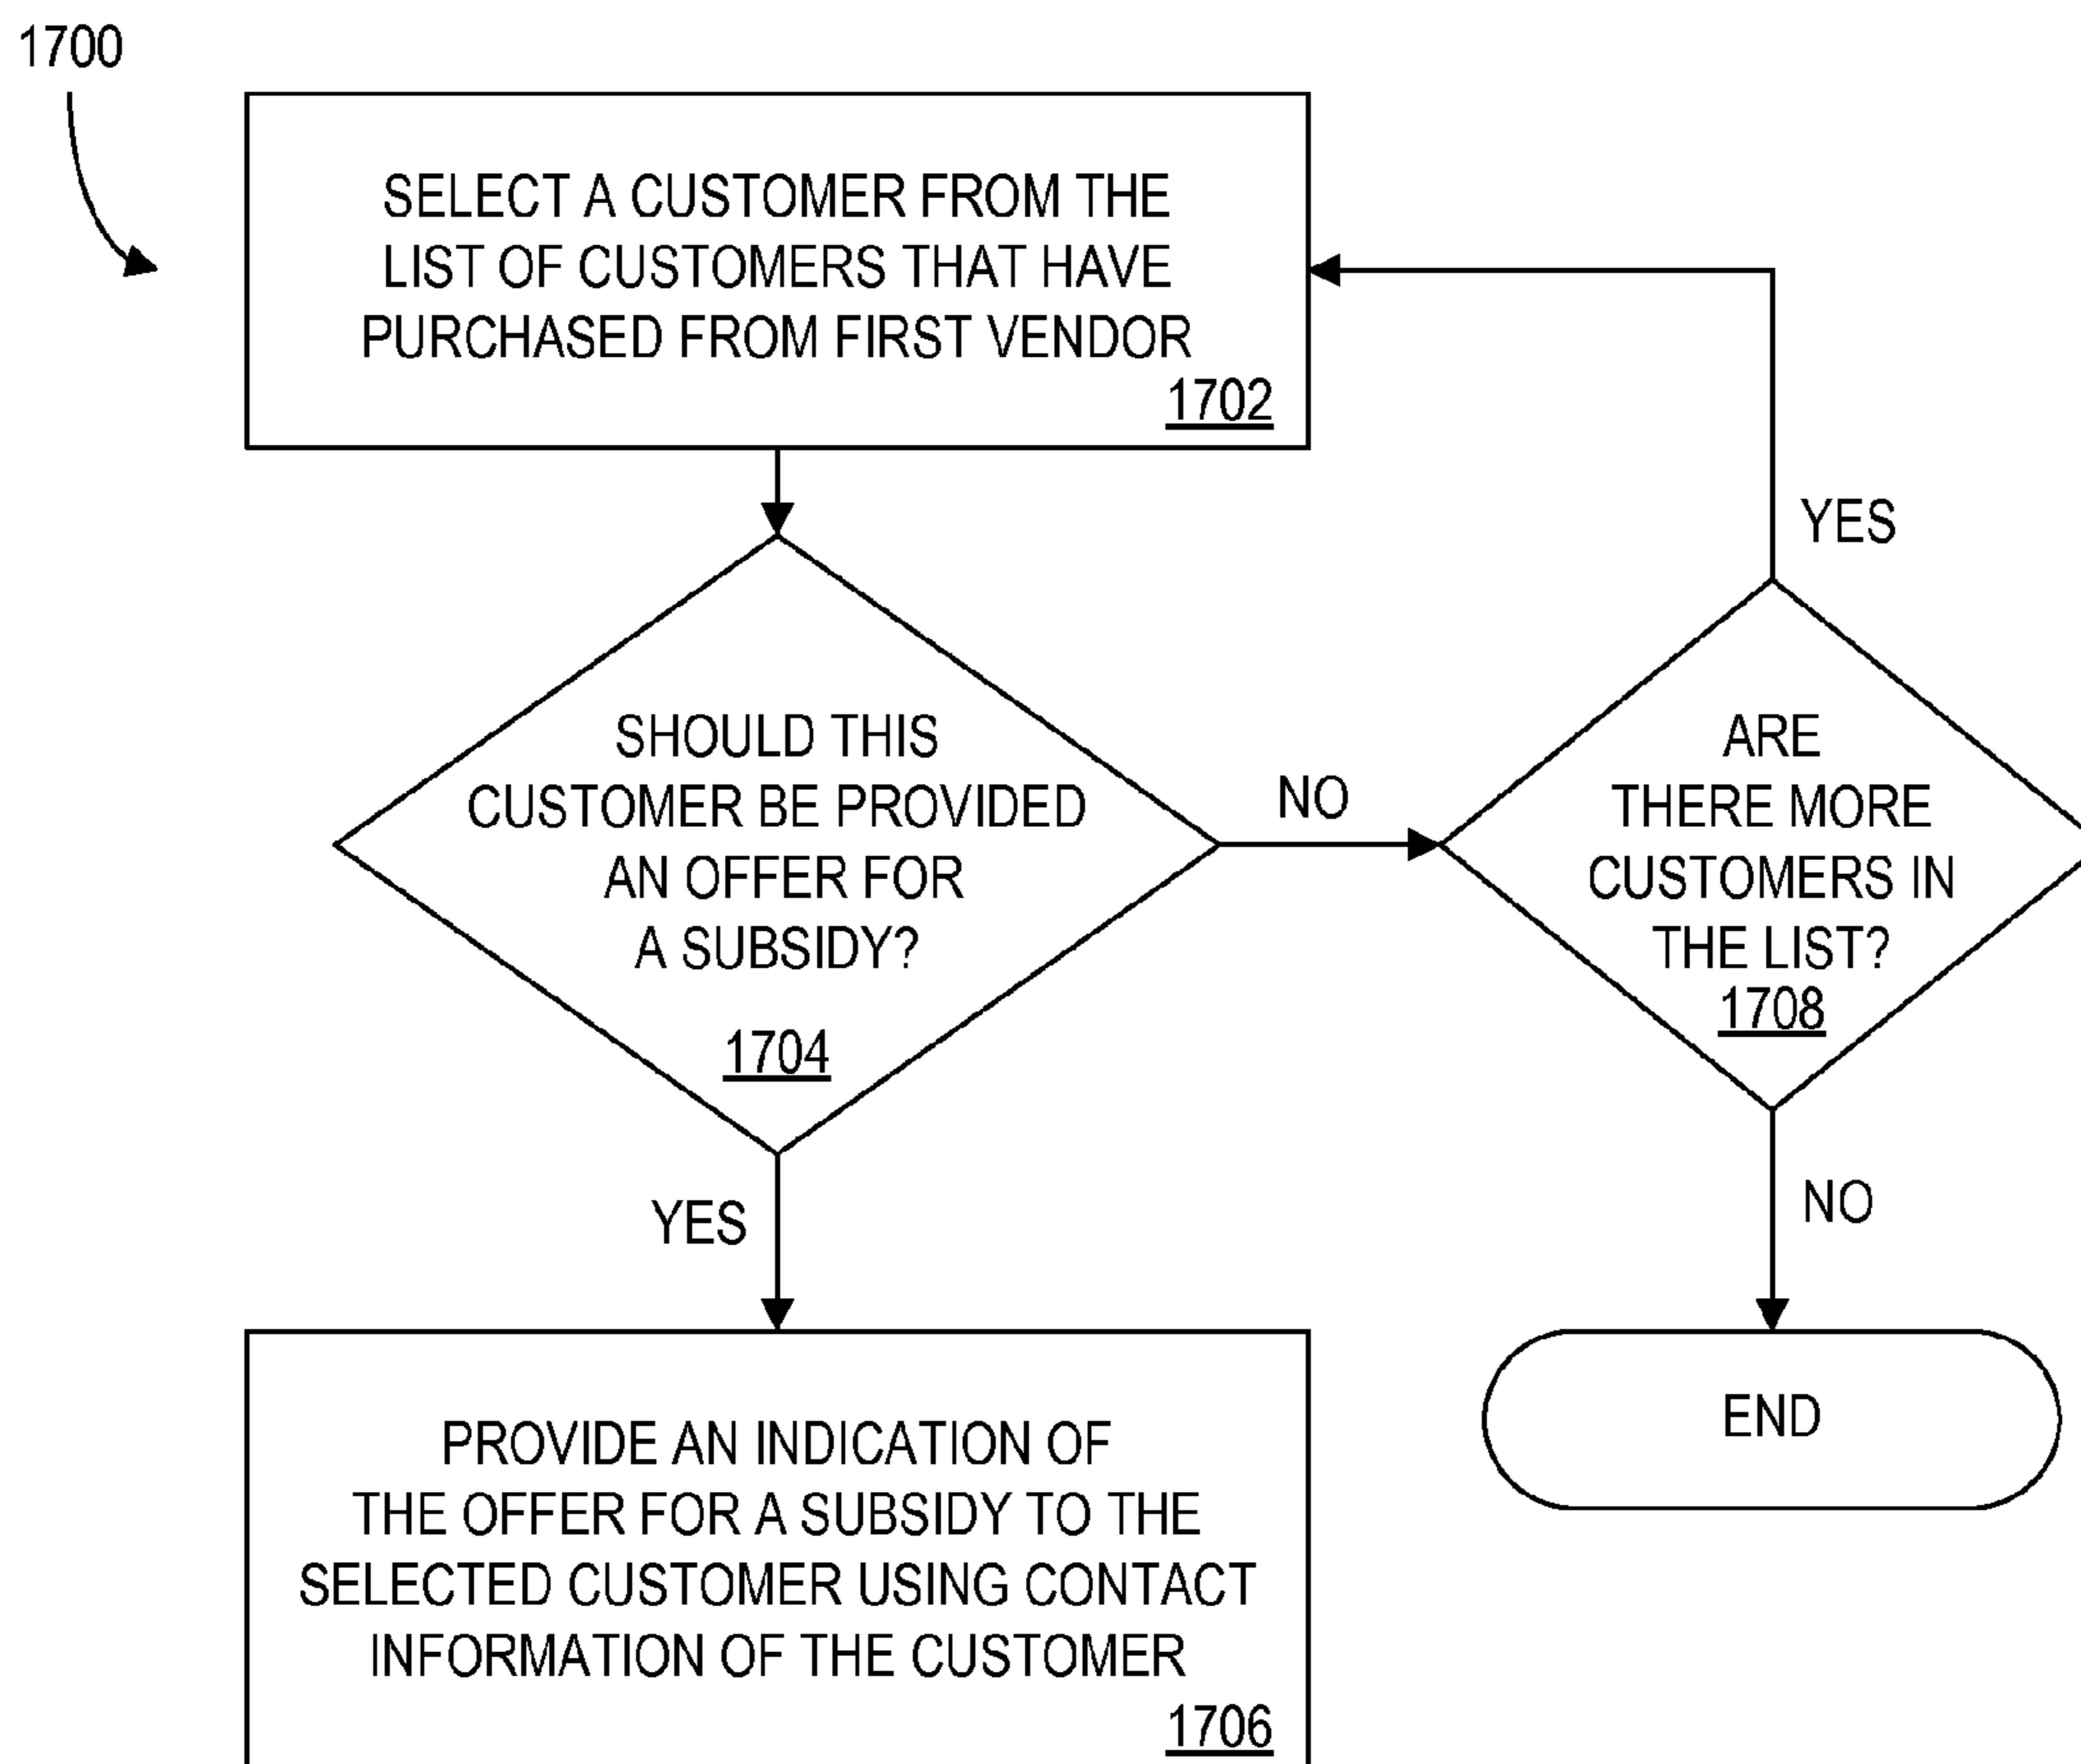 1700
SELECT A CUSTOMER FROM THE
LIST OF CUSTOMERS THAT HAVE
PURCHASED FROM FIRST VENDOR
1702
YES
SHOULD THIS
CUSTOMER BE PROVIDED
AN OFFER FOR
A SUBSIDY?
1704
NO
ARE
THERE MORE
CUSTOMERS IN
THE LIST?
1708
YES
NO
PROVIDE AN INDICATION OF
THE OFFER FOR A SUBSIDY TO THE
SELECTED CUSTOMER USING CONTACT
INFORMATION OF THE CUSTOMER
1706
END